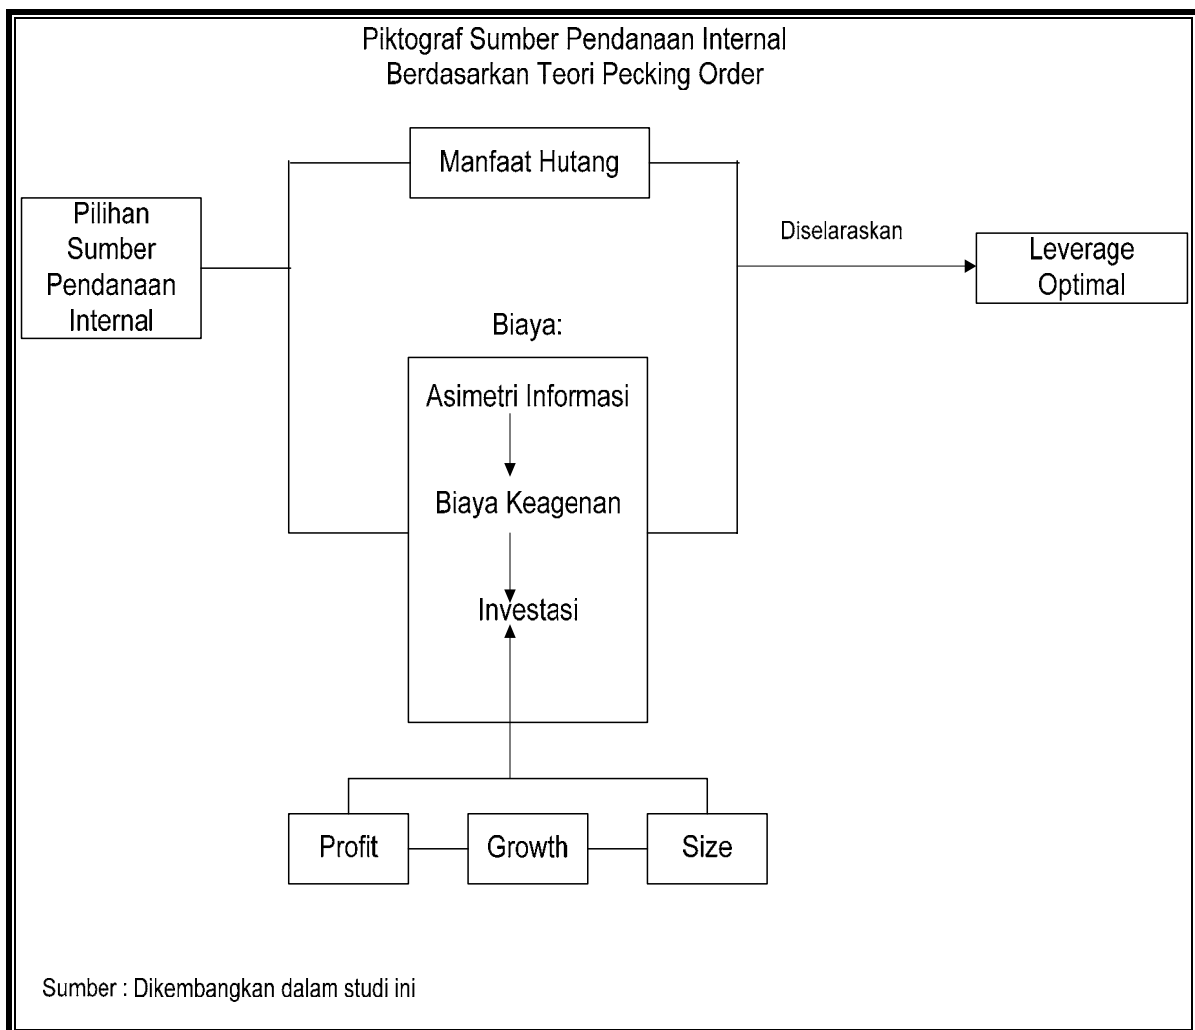 Piktograf Sumber Pendanaan Internal
Berdasarkan Teori Pecking Order
Manfaat Hutang
Pilihan
Sumber
Pendanaan
Internal
Diselaraskan
Leverage
Optimal
Biaya:
Asimetri Informasi
Biaya Keagenan
Investasi
Profit
Growth
Size
Sumber : Dikembangkan dalam studi ini